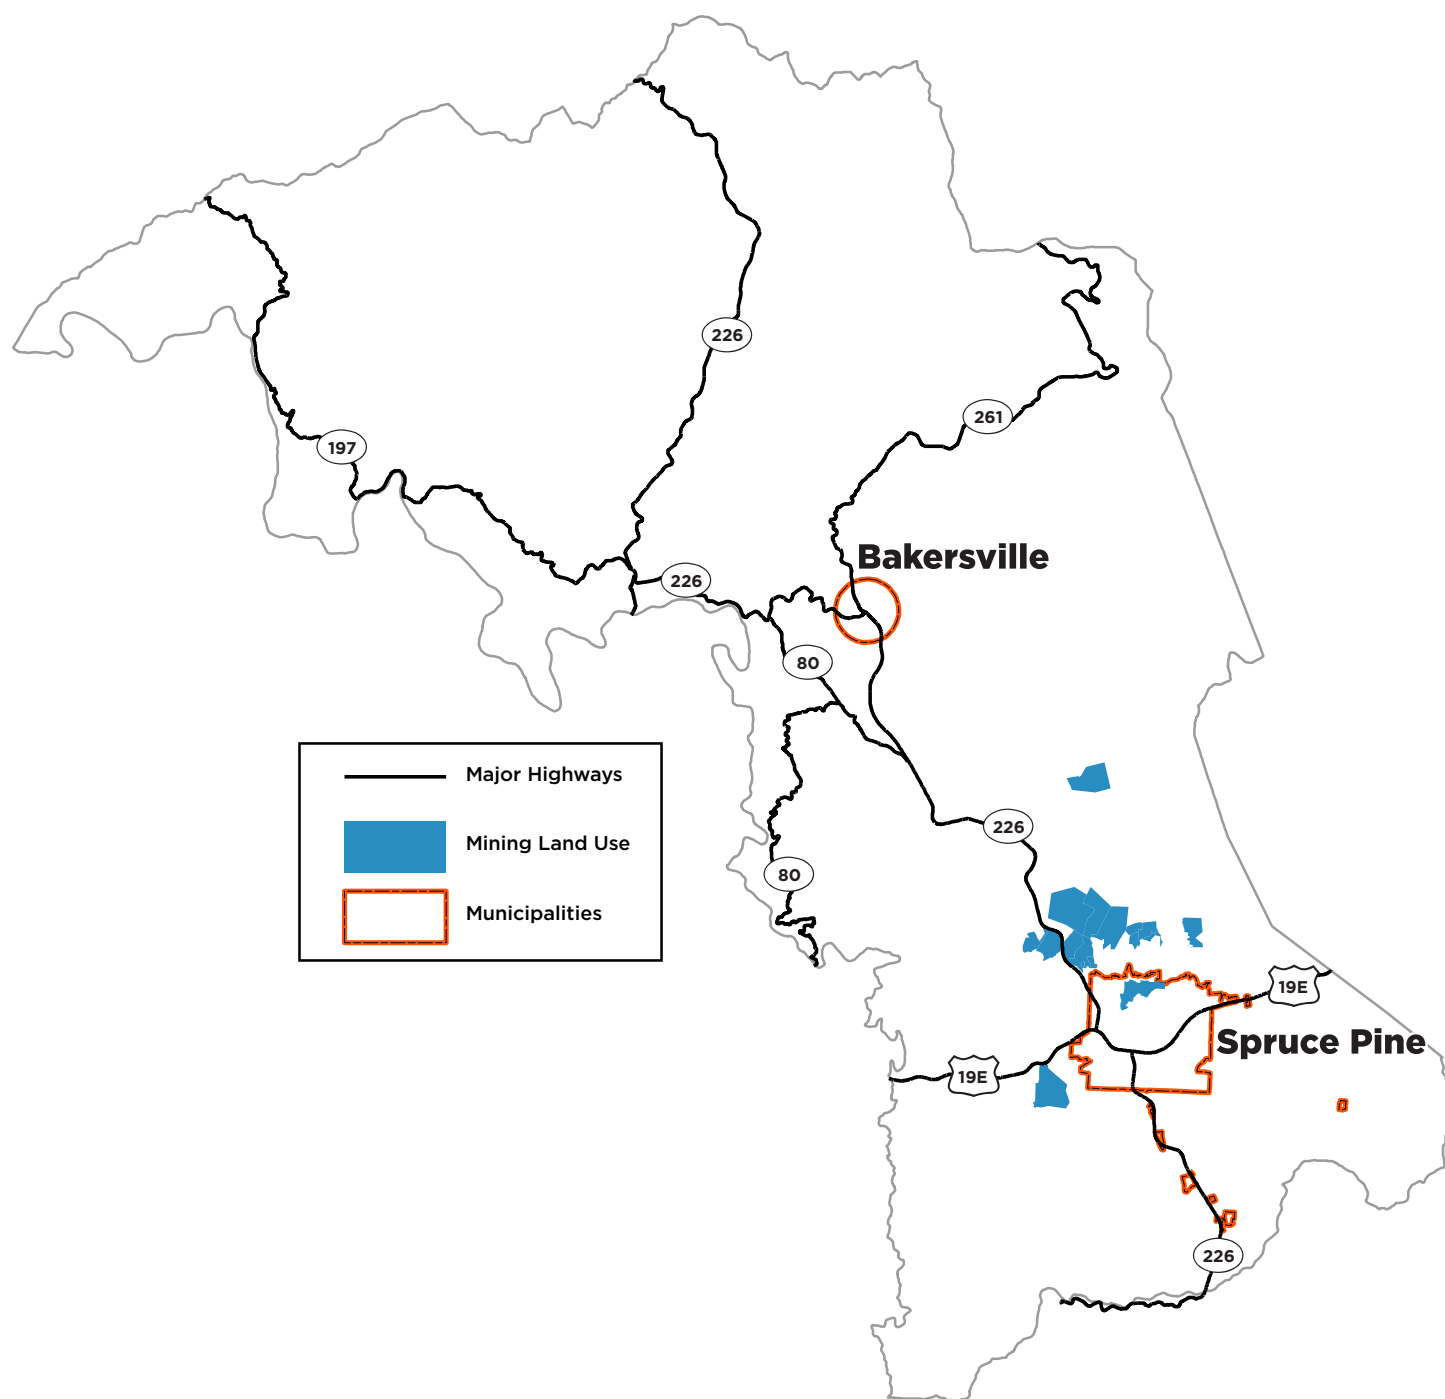 226
261
197
Bakersville
226
80
Major Highways
226
Mining Land Use
80
Municipalities
19E
Spruce Pine
19E
226